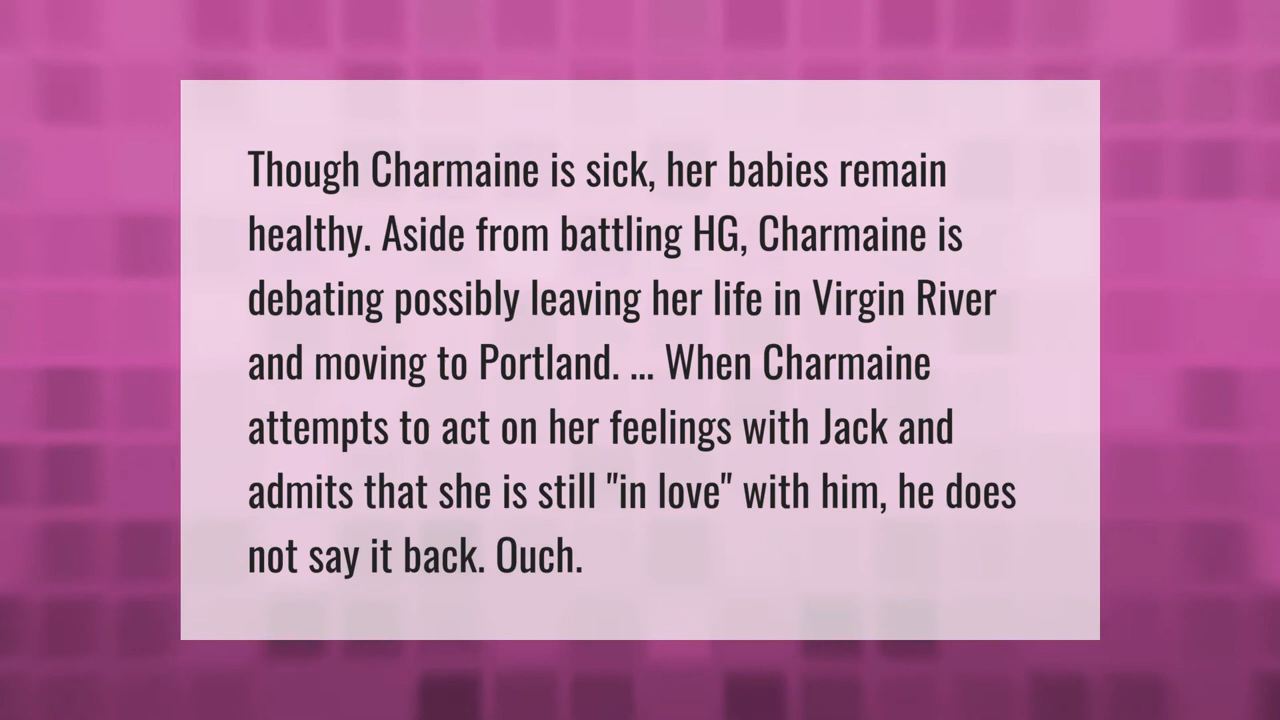 Though Charmaine is sick, her babies remain
healthy. Aside from battling HG, Charmaine is
debating possibly leaving her life in Virgin River
and moving to Portland. ... When Charmaine
attempts to act on her feelings with Jack and
admits that she is still "in love" with him, he does
not say it back. Ouch.